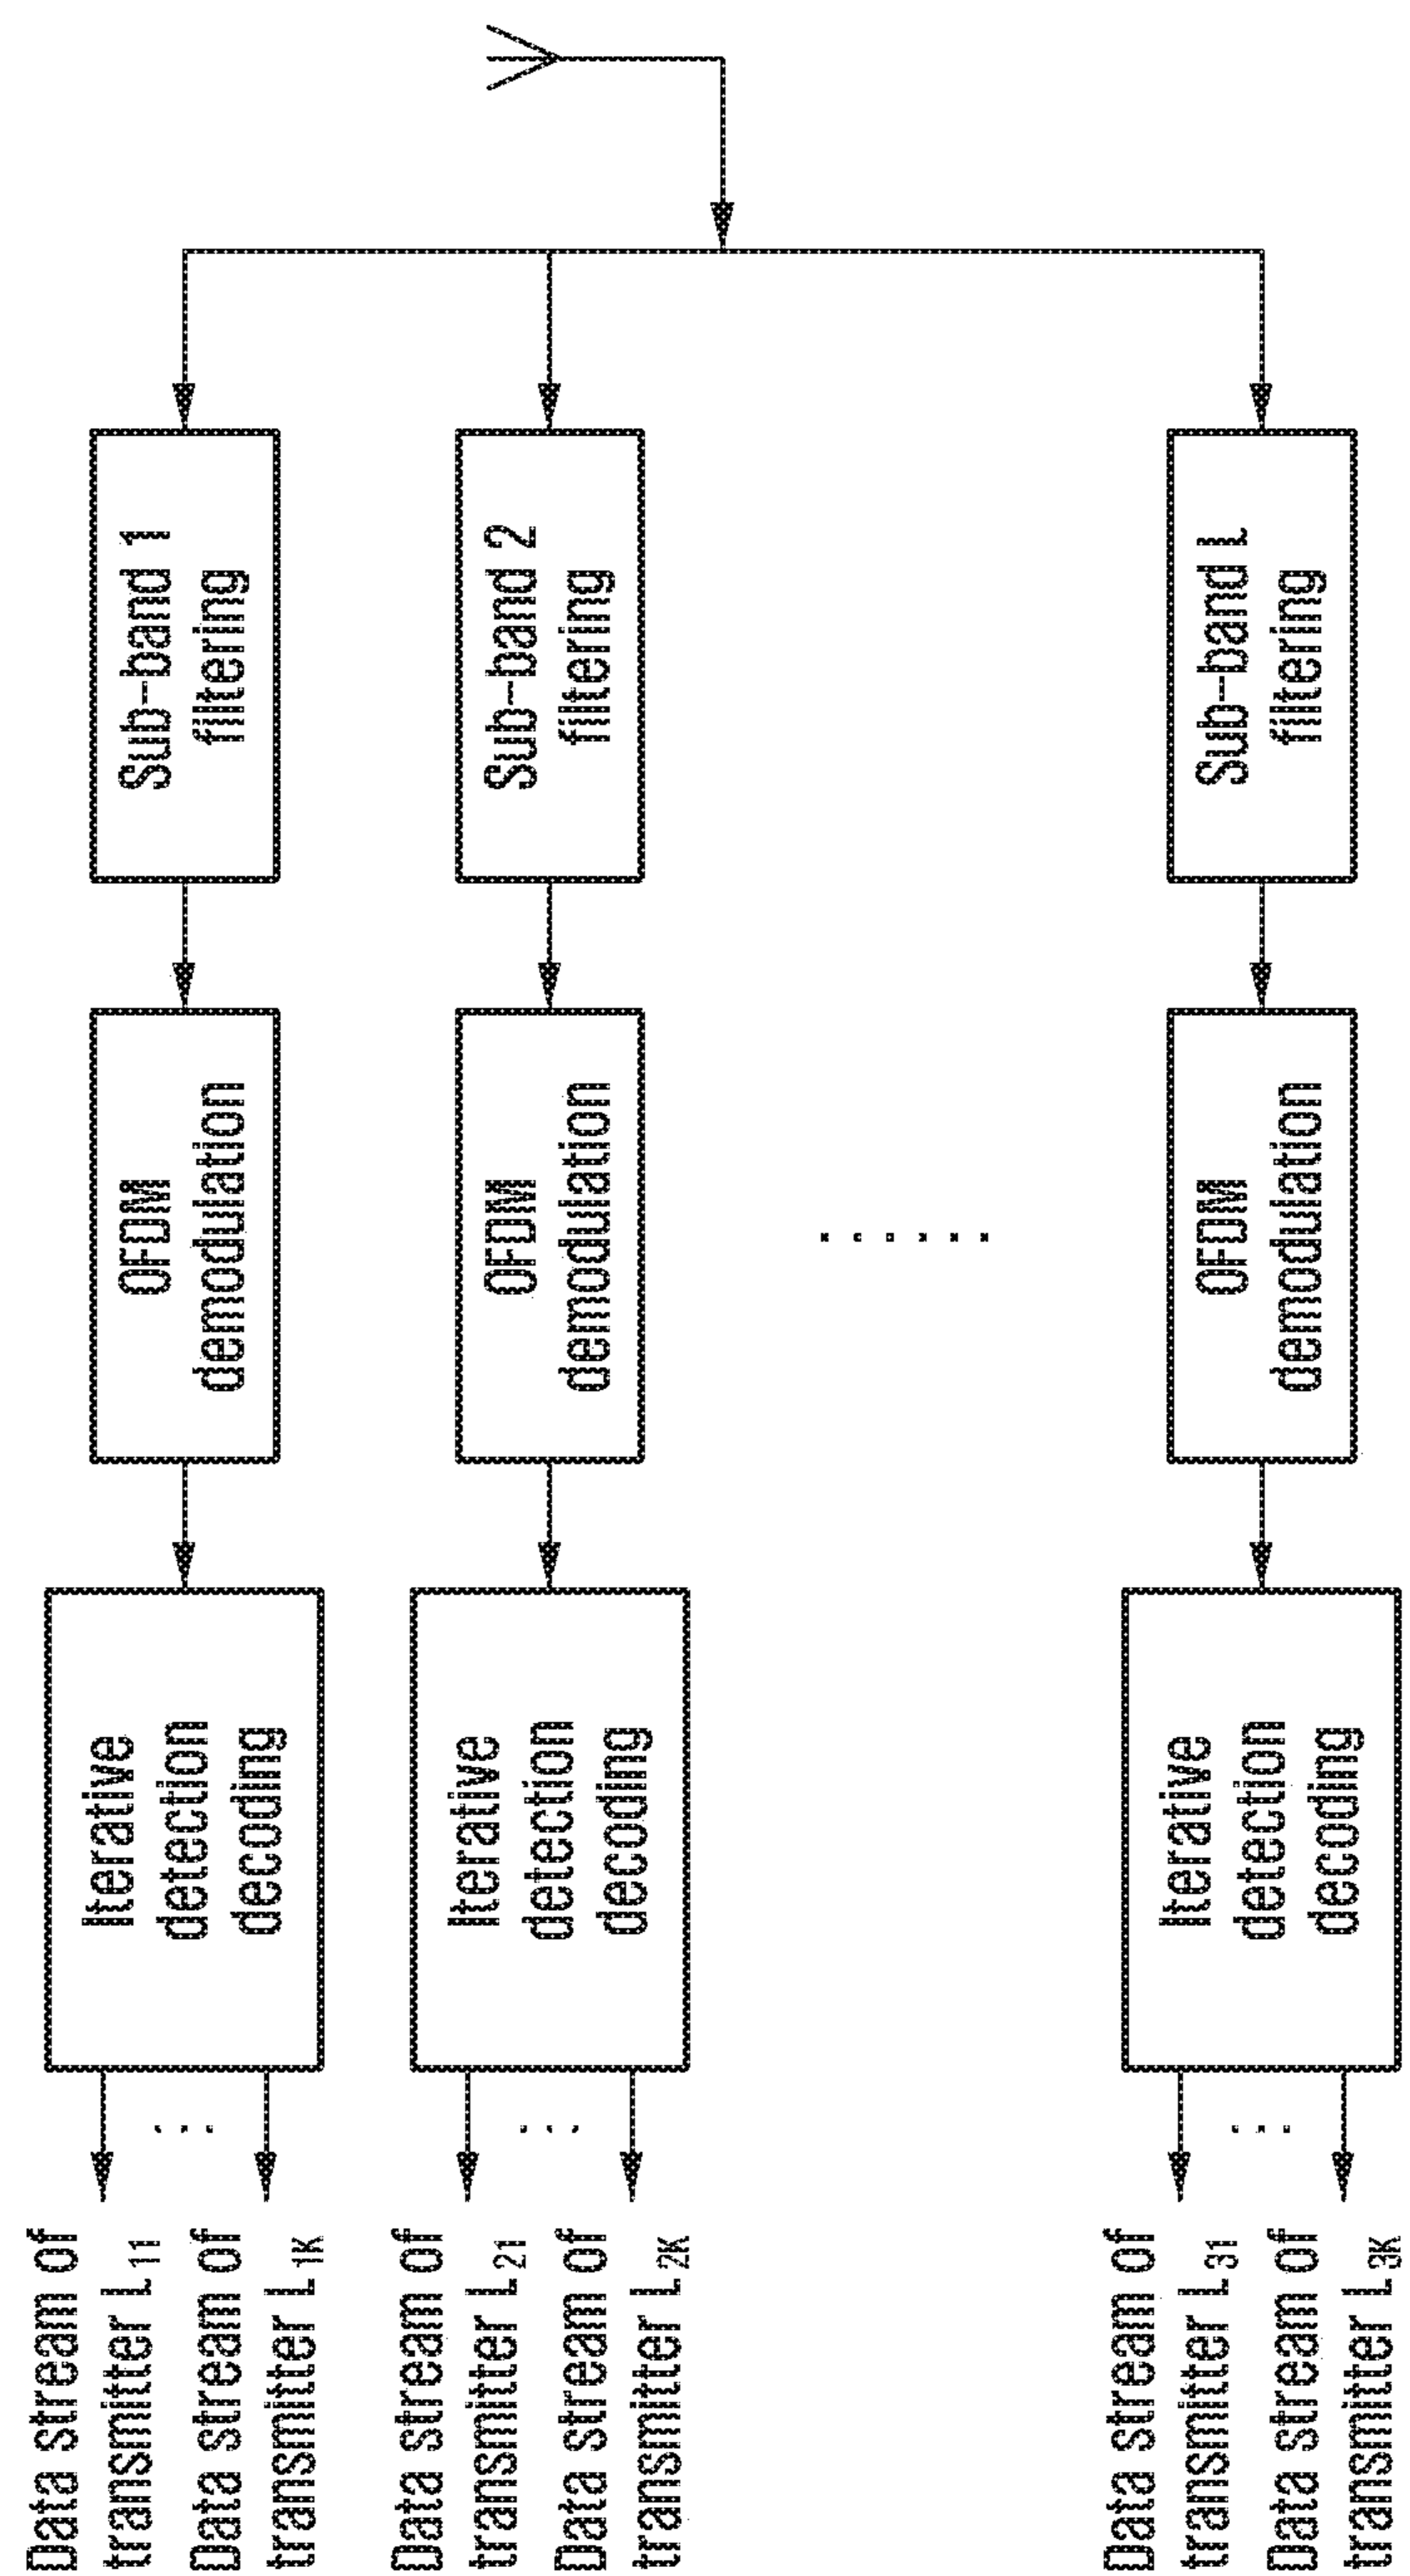 Sub-band 1
filtering
OFDM
demodulation
Iterative
detection
decoding
Data stream of
transmitter L11
Data stream of
transmitter L1K
Sub-band 2
filtering
OFDM
demodulation
Iterative
detection
decoding
Data stream of
transmitter L21
Data stream of
transmitter L2K
......
Sub-band L
filtering
OFDM
demodulation
Iterative
detection
decoding
Data stream of
transmitter L31
Data stream of
transmitter L3K